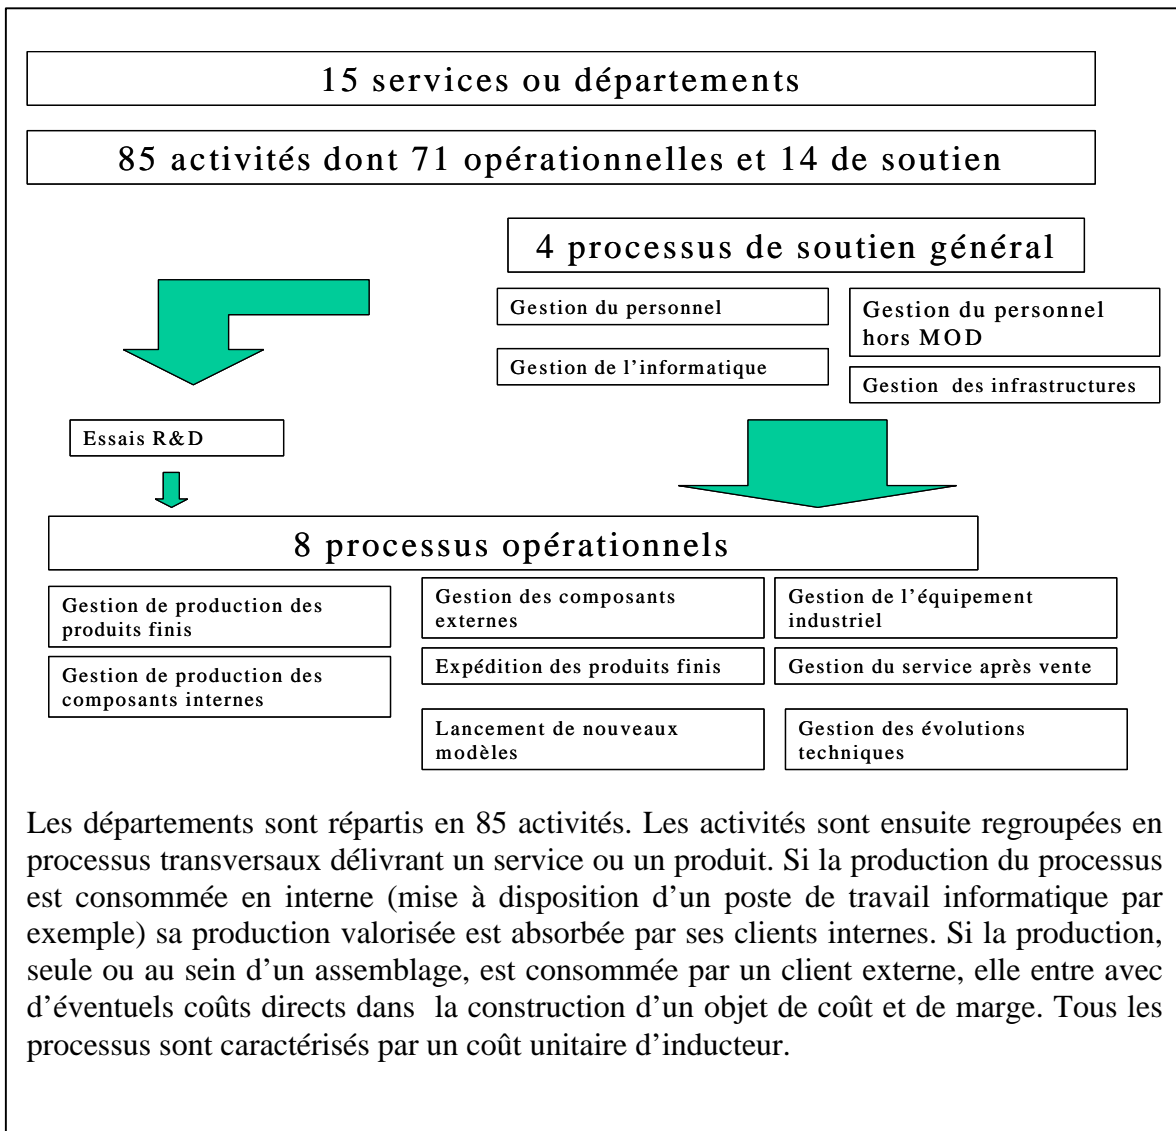 15 services ou départements
85 activités dont 71 opérationnelles et 14 de soutien
4 processus de soutien général
Gestion du personnel
Gestion du personnel
hors MOD
Gestion de l’informatique
Gestion des infrastructures
Essais R&D
8 processus opérationnels
Gestion de production des
produits finis
Gestion des composants
externes
Gestion de l’équipement
industriel
Gestion de production des
composants internes
Expédition des produits finis
Gestion du service après vente
Lancement de nouveaux
modèles
Gestion des évolutions
techniques
Les départements sont répartis en 85 activités. Les activités sont ensuite regroupées en
processus transversaux délivrant un service ou un produit. Si la production du processus
est consommée en interne (mise à disposition d’un poste de travail informatique par
exemple) sa production valorisée est absorbée par ses clients internes. Si la production,
seule ou au sein d’un assemblage, est consommée par un client externe, elle entre avec
d’éventuels coûts directs dans la construction d’un objet de coût et de marge. Tous les
processus sont caractérisés par un coût unitaire d’inducteur.